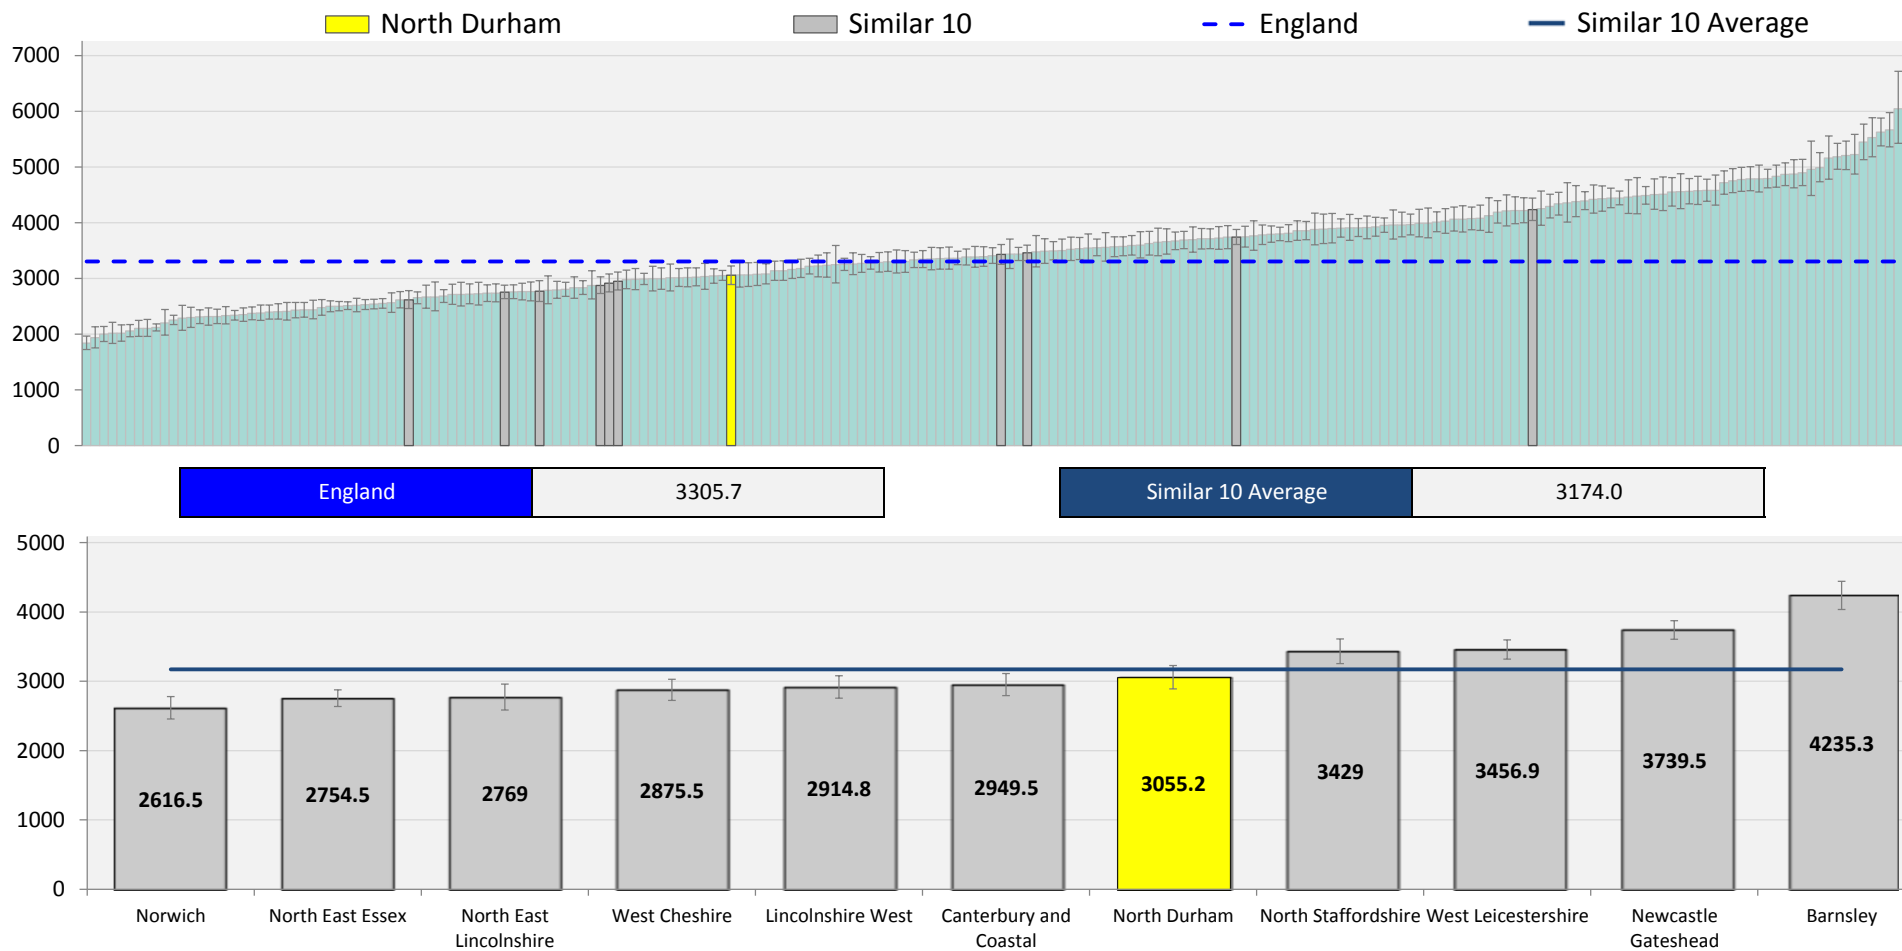 North Durham
Similar 10
England
Similar 10 Average
7000
6000
5000
4000
3000
2000
1000
0
England
3305.7
Similar 10 Average
3174.0
5000
4000
3000
2000
1000
0
2616.5
2754.5
2769
2875.5
2914.8
2949.5
3055.2
3429
3456.9
3739.5
4235.3
Norwich
North East Essex
North East
Lincolnshire
West Cheshire
Lincolnshire West
Canterbury and
Coastal
North Durham
North Staffordshire
West Leicestershire
Newcastle
Gateshead
Barnsley